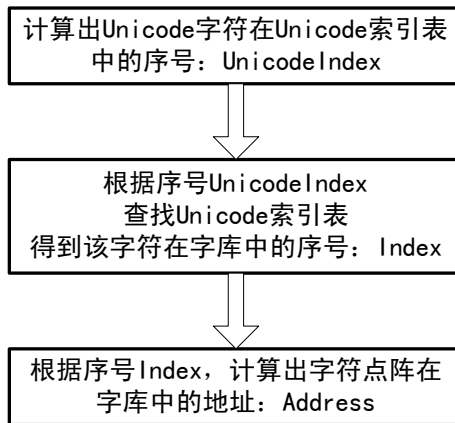 计算出Unicode字符在Unicode索引表
中的序号：UnicodeIndex
根据序号UnicodeIndex
查找Unicode索引表
得到该字符在字库中的序号：Index
根据序号Index，计算出字符点阵在
字库中的地址：Address